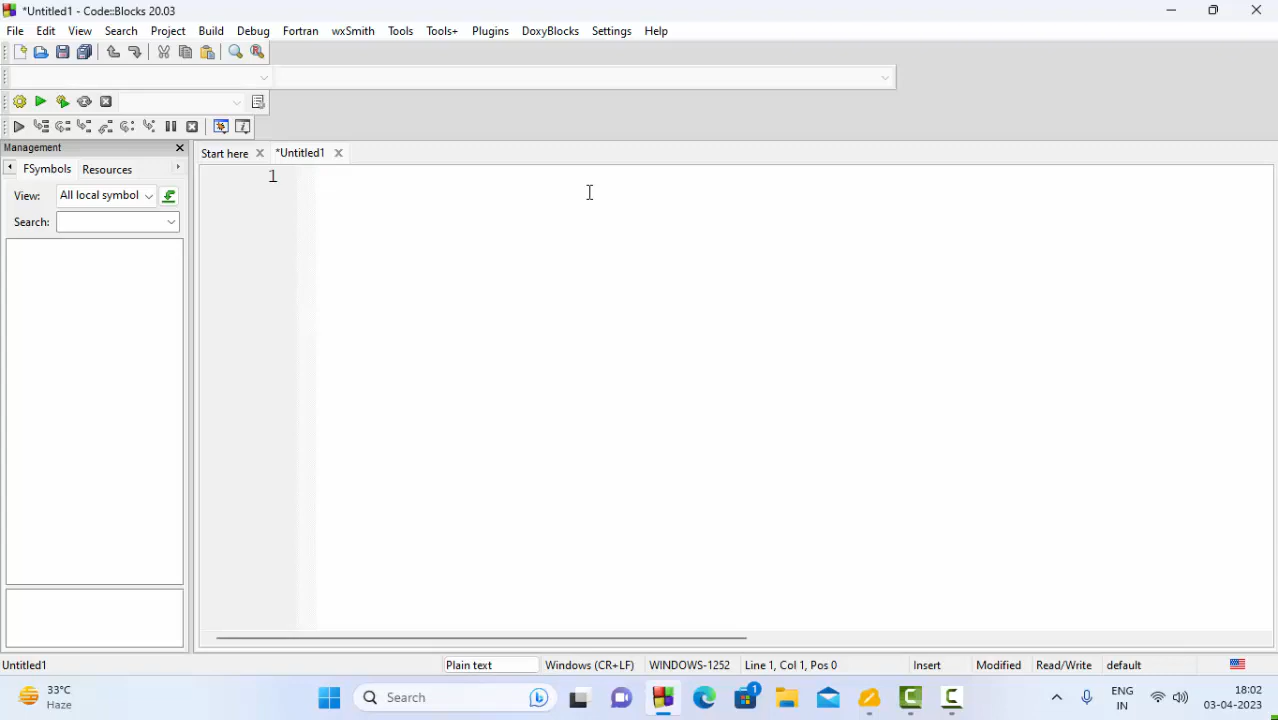 *Untitled1 - Code::Blocks 20.03
File Edit View Search Project Build Debug Fortran wxSmith Tools Tools+ Plugins DoxyBlocks Settings Help
Management
Start here *Untitled1
FSymbols Resources
1
View: All local symbol
Search:
Untitled1 Plain text Windows (CR+LF) WINDOWS-1252 Line 1, Col 1, Pos 0 Insert Modified Read/Write default
33°C
Haze
Search
1
ENG
IN
18:02
03-04-2023